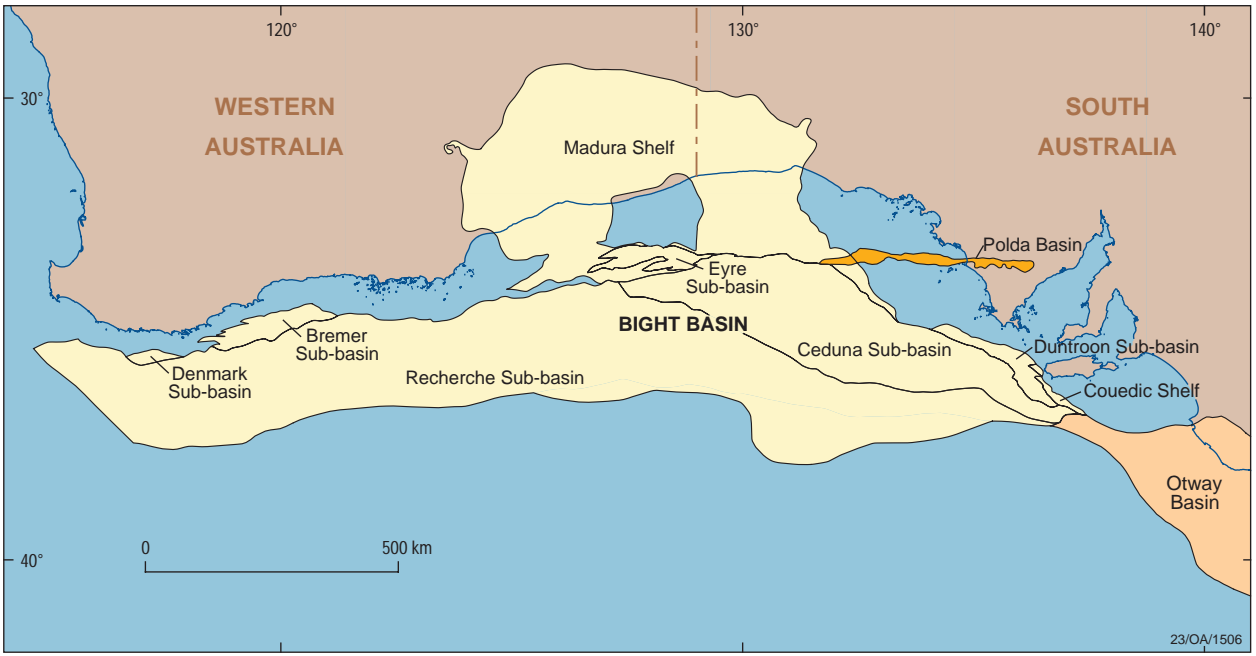 120°
130°
140°
30°
WESTERN
AUSTRALIA
SOUTH
AUSTRALIA
Madura Shelf
Polda Basin
Eyre
Sub-basin
BIGHT BASIN
Bremer
Sub-basin
Ceduna Sub-basin
Duntroon Sub-basin
Denmark
Sub-basin
Recherche Sub-basin
Couedic Shelf
Otway
Basin
0
500 km
40°
23/OA/1506